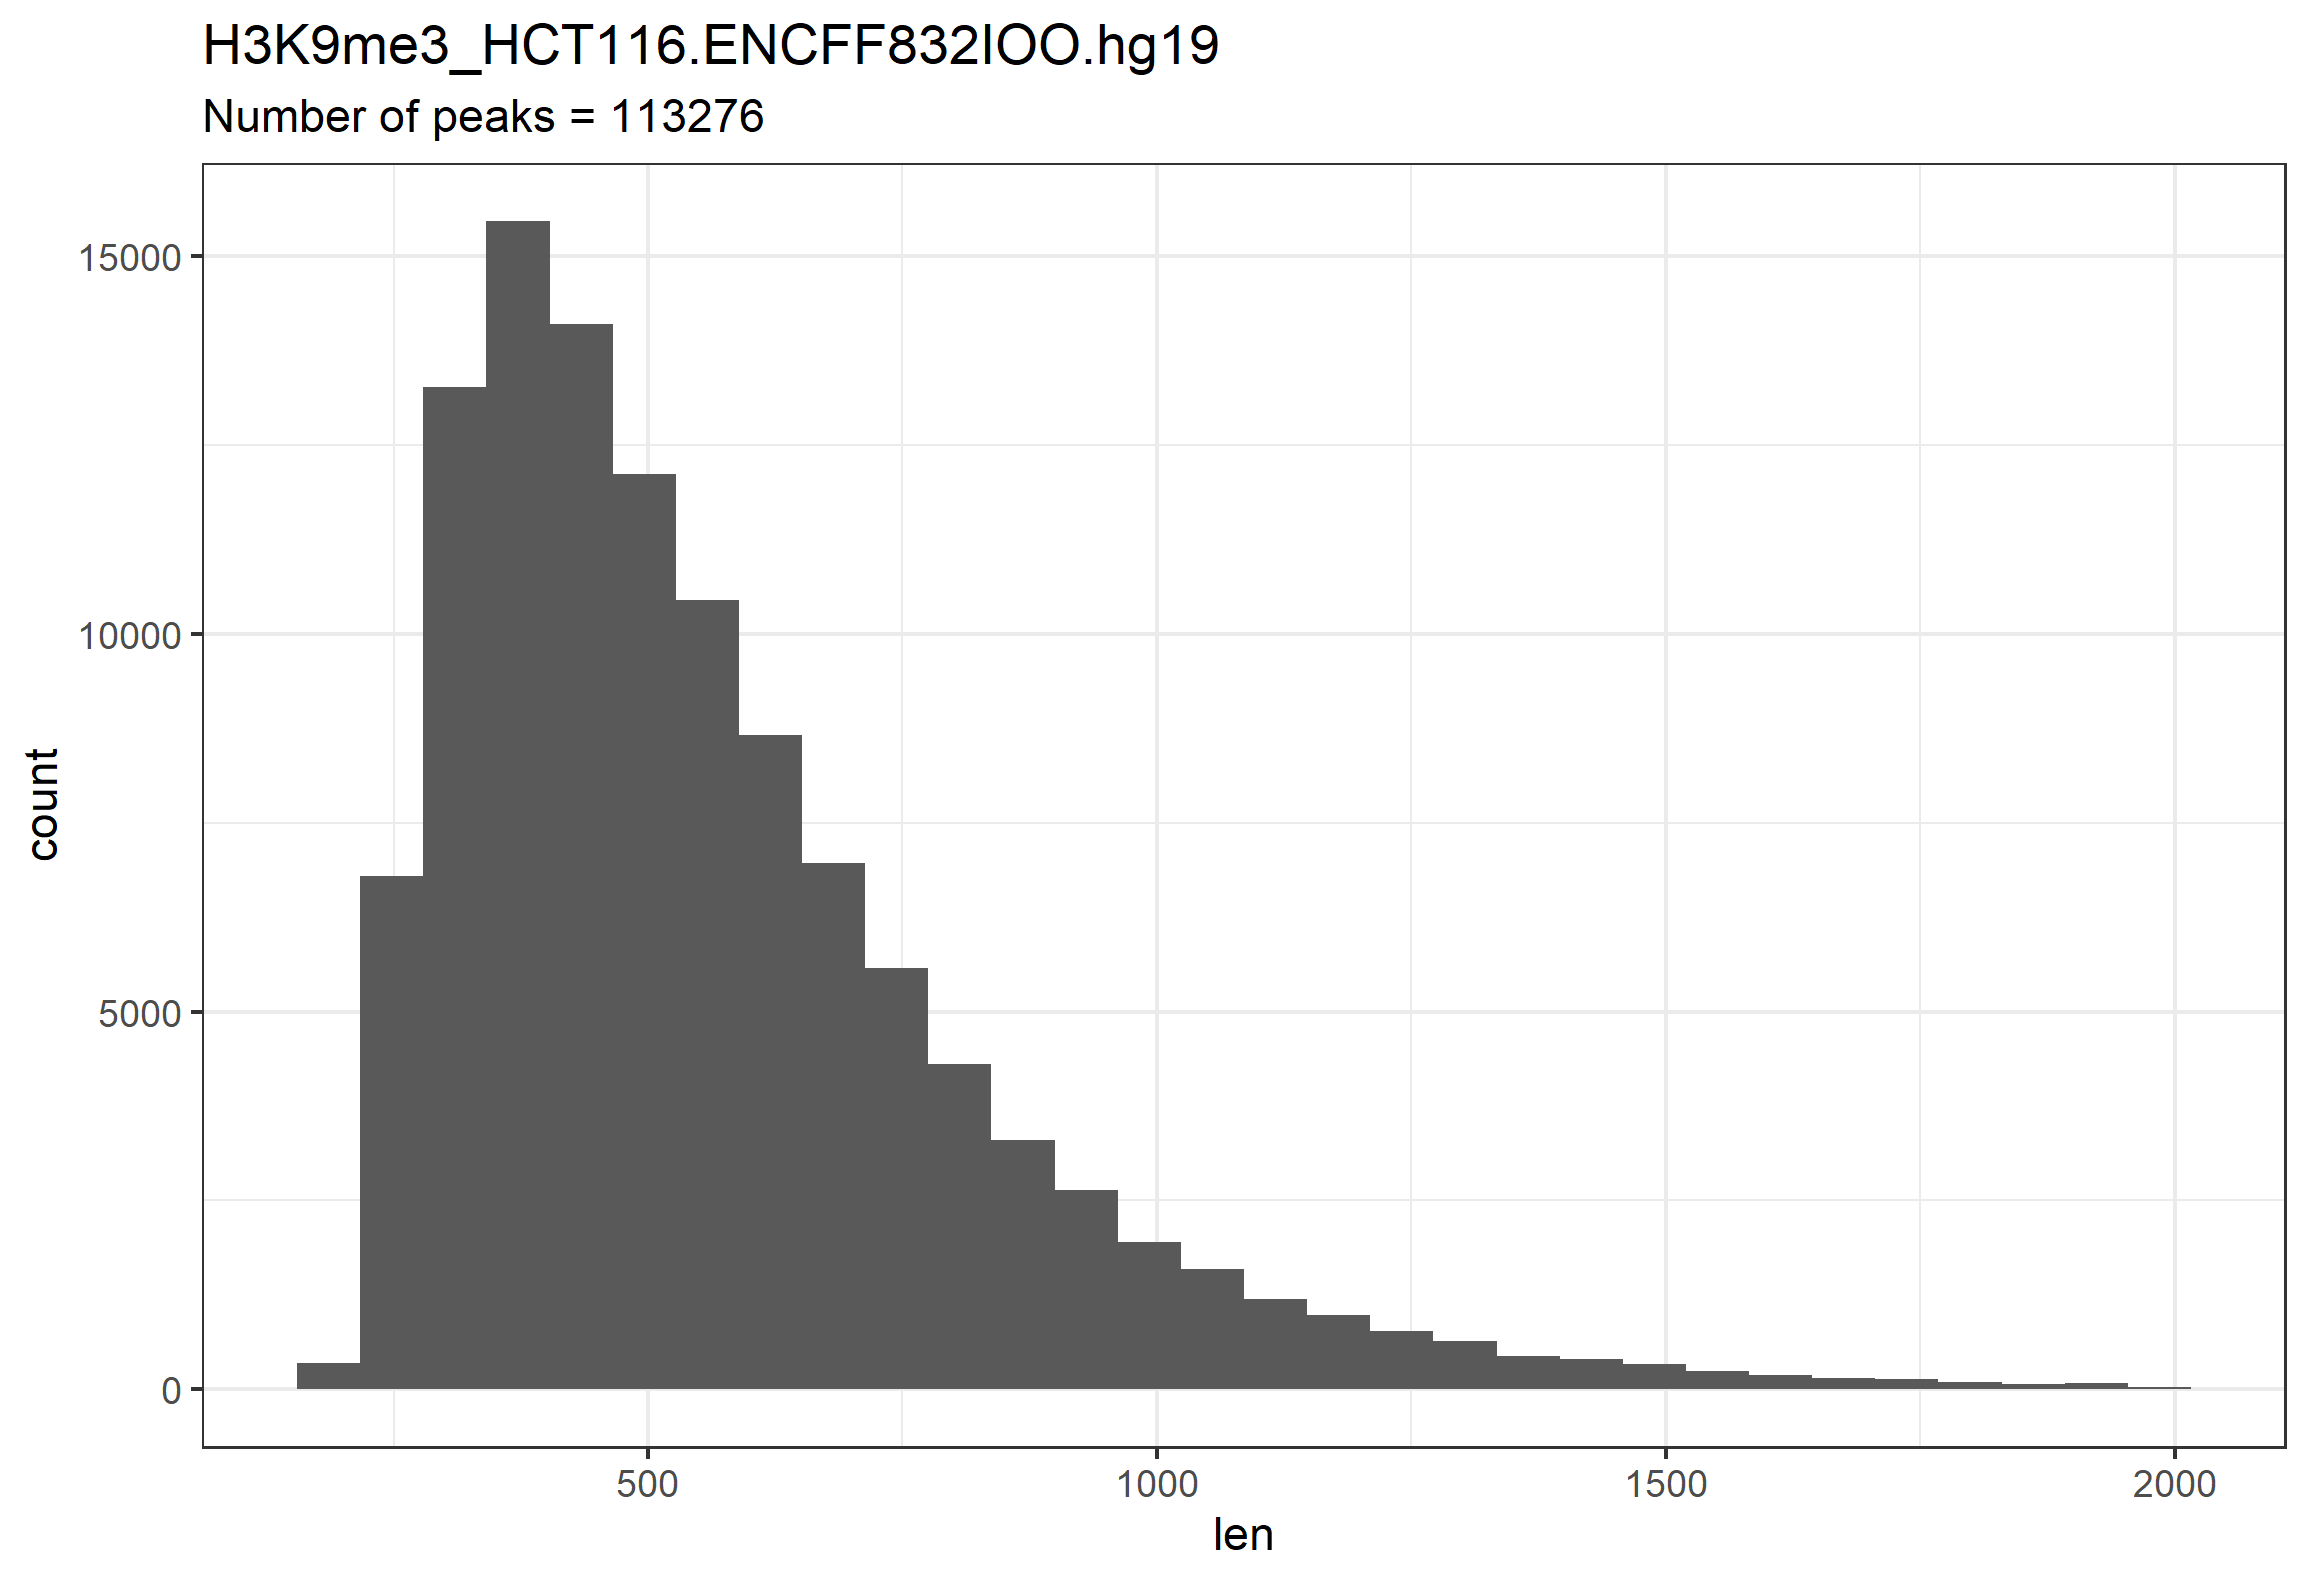 H3K9me3_HCT116.ENCFF832IOO.hg19
Number of peaks = 113276
15000
10000
5000
0
count
500 1000 1500 2000
len